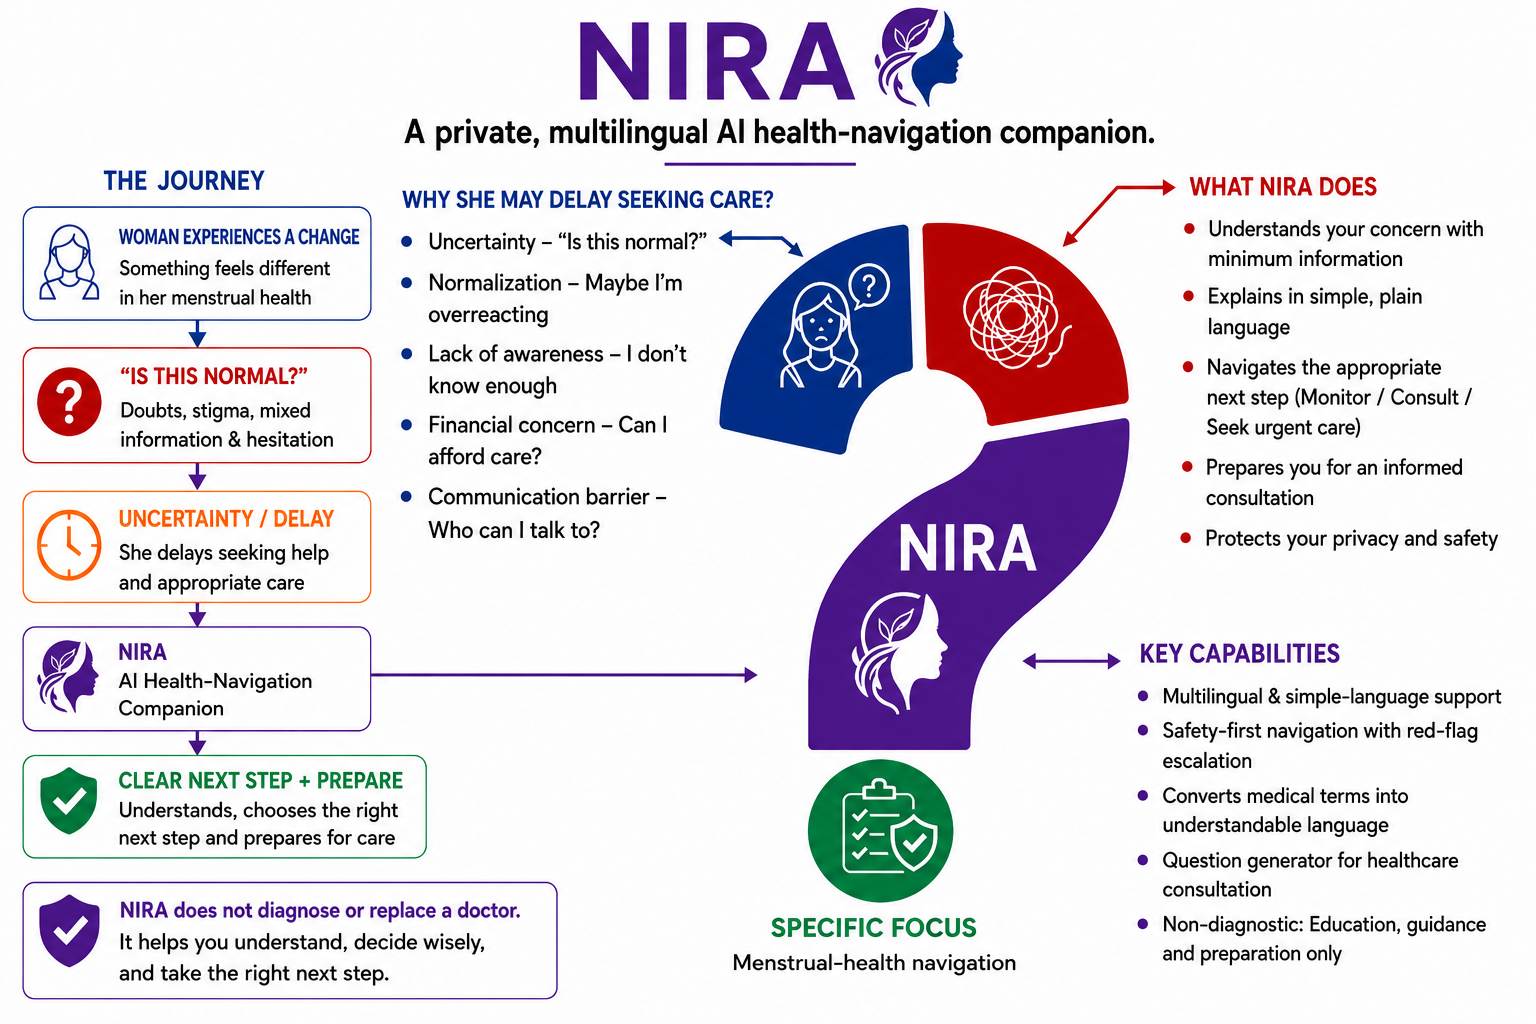 NIRA
A private, multilingual AI health-navigation companion.
THE JOURNEY
WOMAN EXPERIENCES A CHANGE
Something feels different
in her menstrual health
?
"IS THIS NORMAL?"
Doubts, stigma, mixed
information & hesitation
UNCERTAINTY / DELAY
She delays seeking help
and appropriate care
NIRA
AI Health-Navigation
Companion
CLEAR NEXT STEP + PREPARE
Understands, chooses the right
next step and prepares for care
NIRA does not diagnose or replace a doctor.
It helps you understand, decide wisely,
and take the right next step.
WHY SHE MAY DELAY SEEKING CARE?
• Uncertainty – “Is this normal?”
• Normalization – Maybe I’m
overreacting
• Lack of awareness – I don’t
know enough
• Financial concern – Can I
afford care?
• Communication barrier –
Who can I talk to?
?
NIRA
SPECIFIC FOCUS
Menstrual-health navigation
WHAT NIRA DOES
• Understands your concern with
minimum information
• Explains in simple, plain
language
• Navigates the appropriate
next step (Monitor / Consult /
Seek urgent care)
• Prepares you for an informed
consultation
• Protects your privacy and safety
KEY CAPABILITIES
• Multilingual & simple-language support
• Safety-first navigation with red-flag
escalation
• Converts medical terms into
understandable language
• Question generator for healthcare
consultation
• Non-diagnostic: Education, guidance
and preparation only